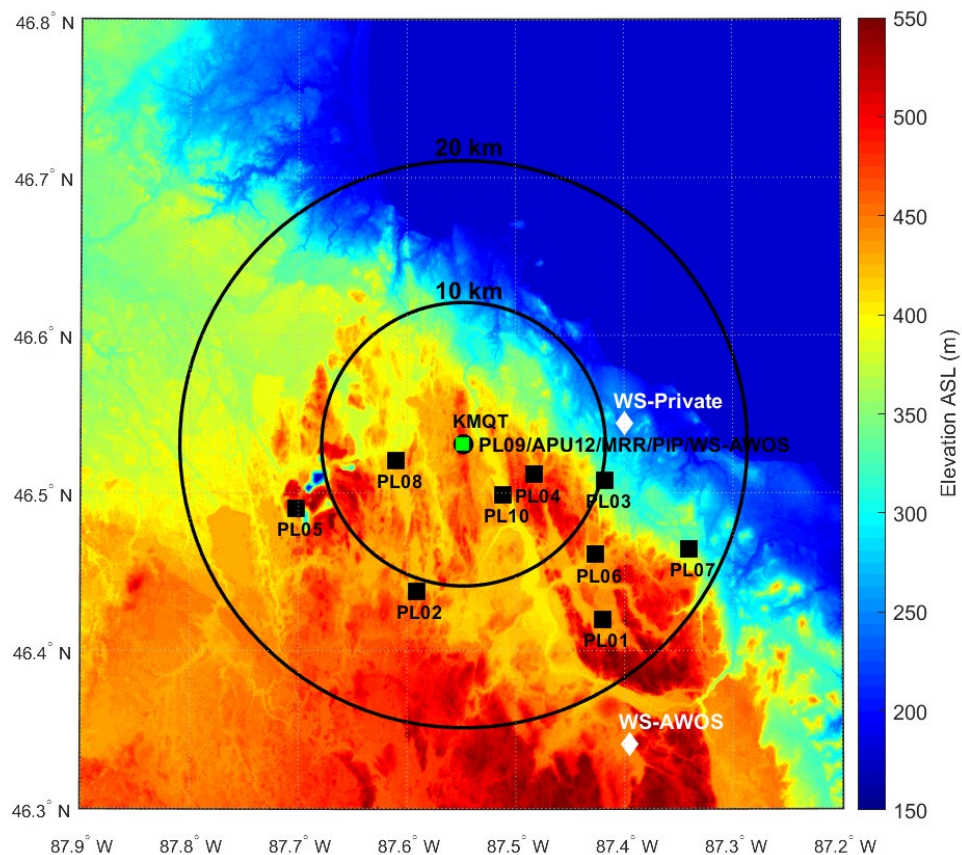 46.8° N
550
20 km
46.7° N
500
450
10 km
46.6° N
400
WS-Private
KMQT
PL09/APU12/MRR/PIP/WS-AWOS
PL08
PL04
PL03
46.5° N
PL10
PL05
300
PL06
PL07
PL02
PL01
250
46.4° N
WS-AWOS
200
46.3° N
150
350
Elevation ASL (m)
87.9° W
87.8° W
87.7° W
87.6° W
87.5° W
87.4° W
87.3° W
87.2° W